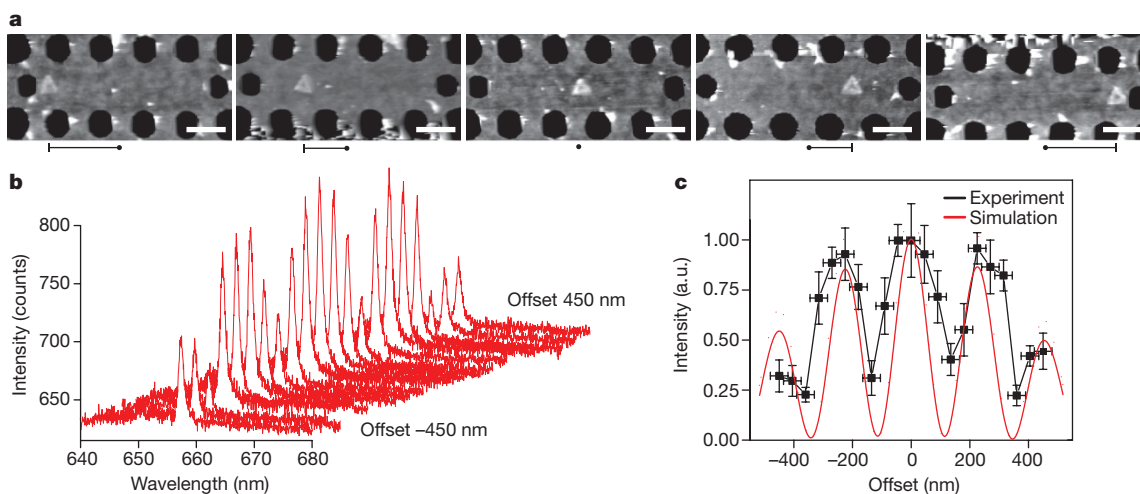 a
b
800
750
700
650
Intensity (counts)
Offset 450 nm
Offset –450 nm
640
650
660
670
680
Wavelength (nm)
c
Experiment
Simulation
1.00
0.75
0.50
0.25
0.00
Intensity (a.u.)
–400
–200
0
200
400
Offset (nm)